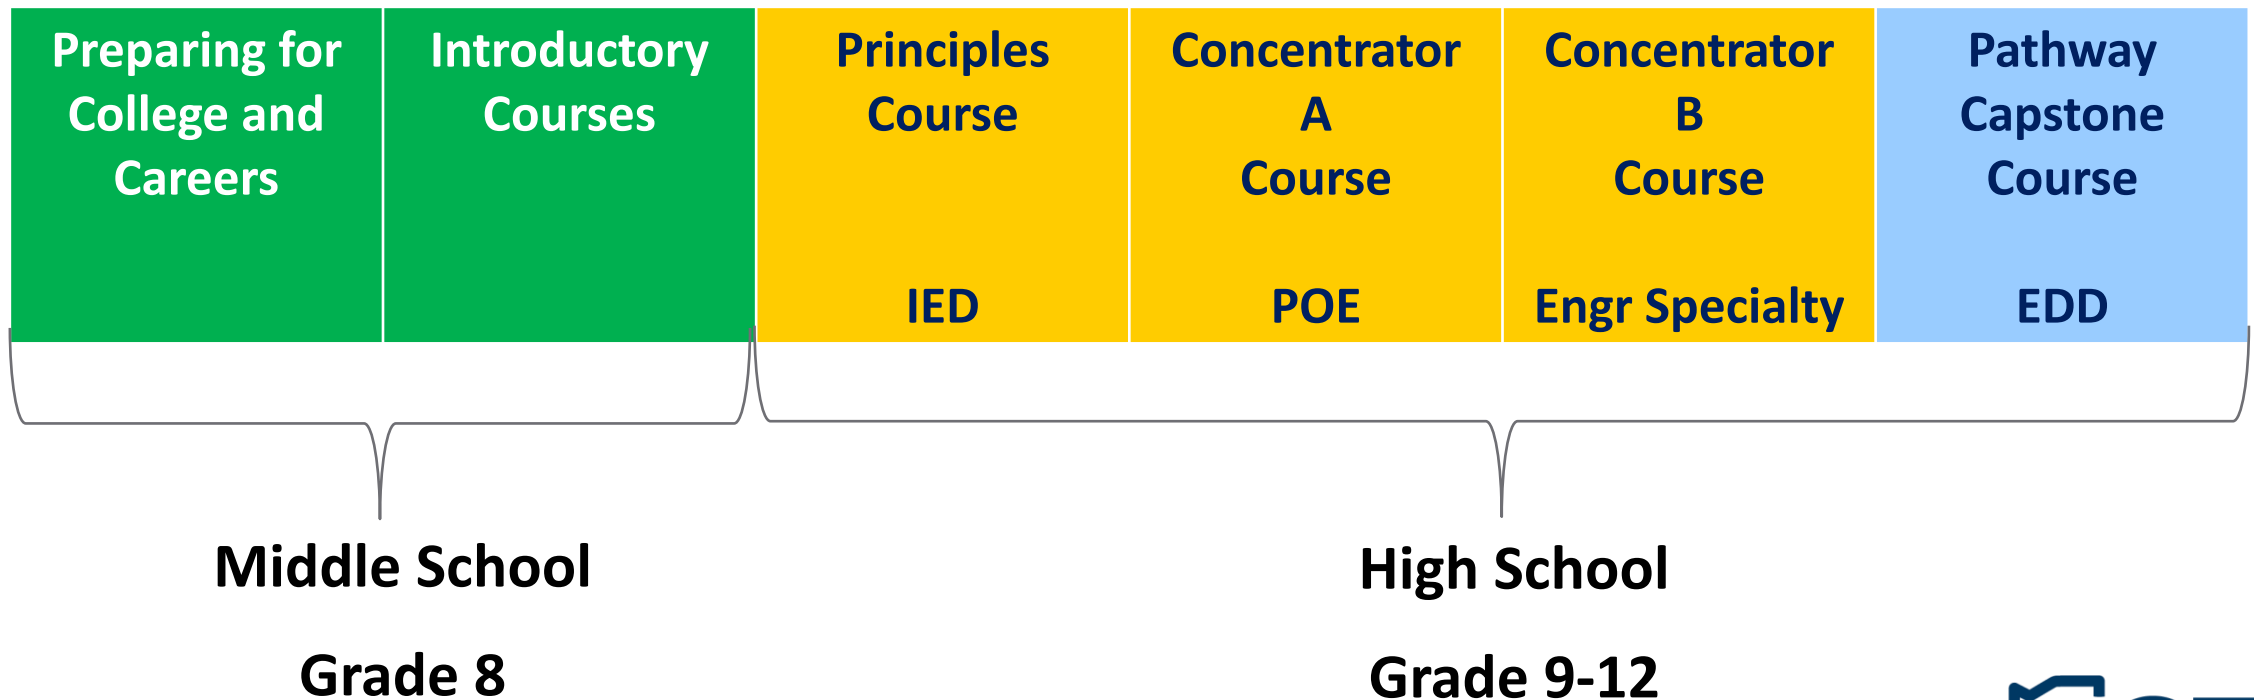 Preparing for
College and
Careers
Introductory
Courses
Principles
Course
IED
Concentrator
A
Course
POE
Concentrator
B
Course
Engr Specialty
Pathway
Capstone
Course
EDD
Middle School
Grade 8
High School
Grade 9-12